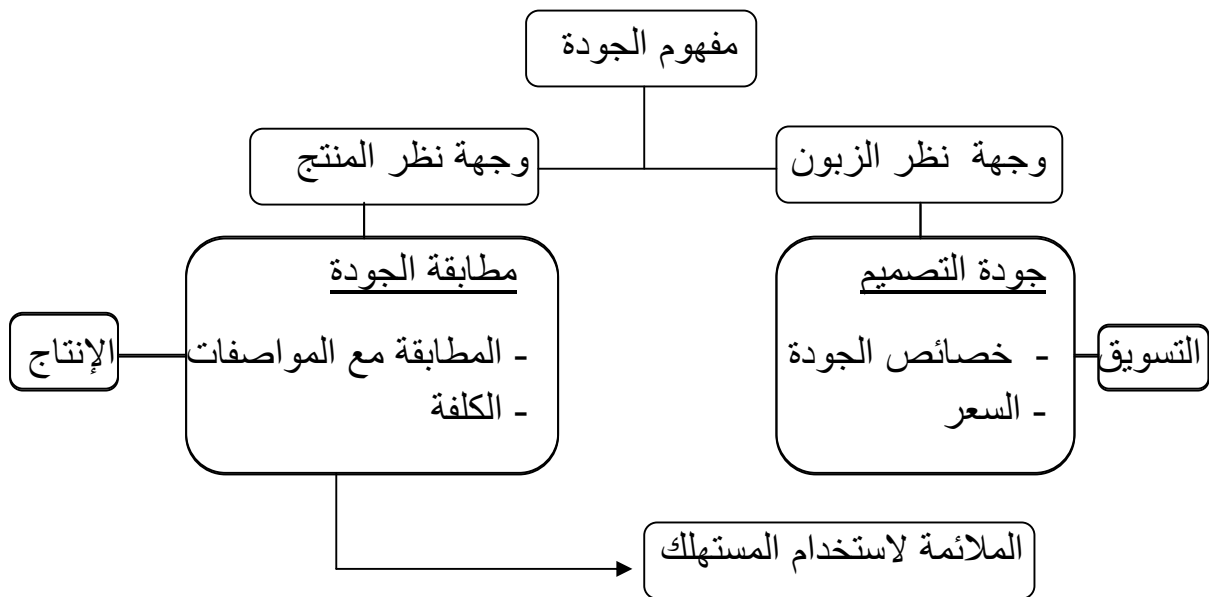 مفهوم الجودة
وجهة نظر الزبون
وجهة نظر المنتج
جودة التصميم
- خصائص الجودة
- السعر
التسويق
مطابقة الجودة
- المطابقة مع المواصفات
- الكلفة
الإنتاج
الملائمة لاستخدام المستهلك